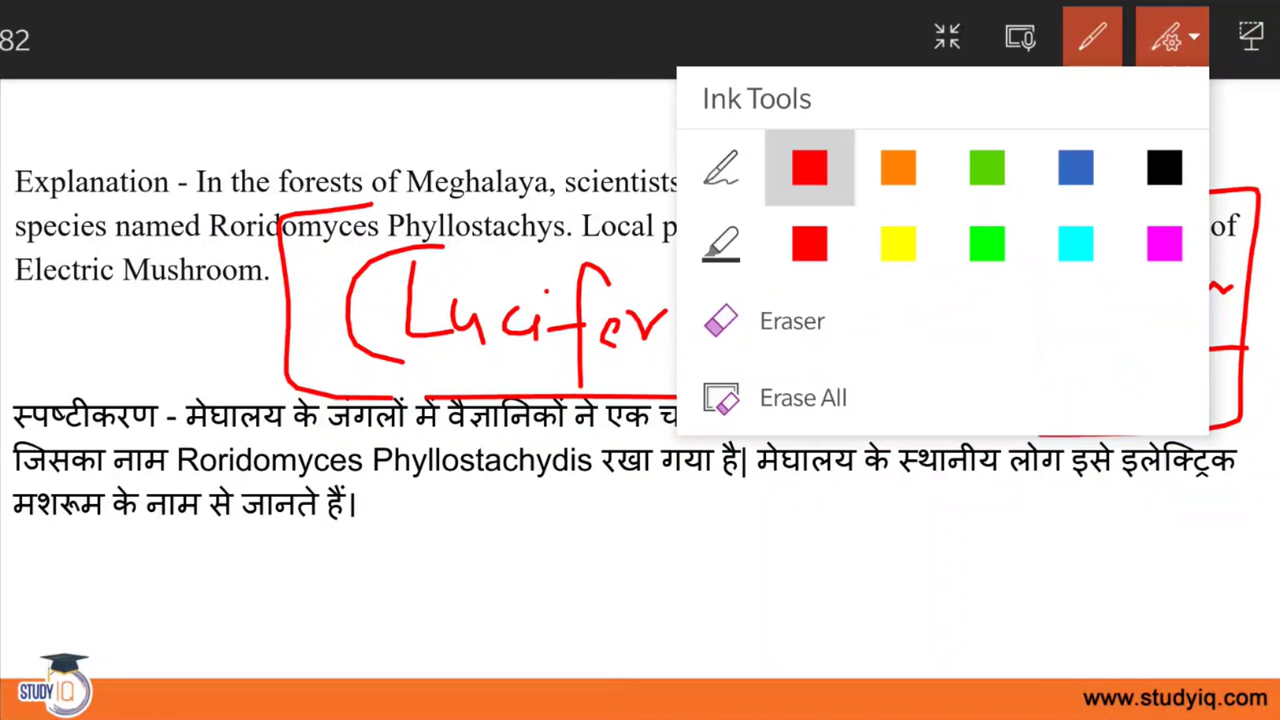 82
Ink Tools
Explanation - In the forests of Meghalaya, scientists
species named Roridomyces Phyllostachys. Local p of
Electric Mushroom.
(Lucifer
Eraser
Erase All
स्पष्टीकरण - मेघालय के जंगलों में वैज्ञानिकों ने एक च
जिसका नाम Roridomyces Phyllostachydis रखा गया है| मेघालय के स्थानीय लोग इसे इलेक्ट्रिक
मशरूम के नाम से जानते हैं।
STUDY IQ
www.studyiq.com